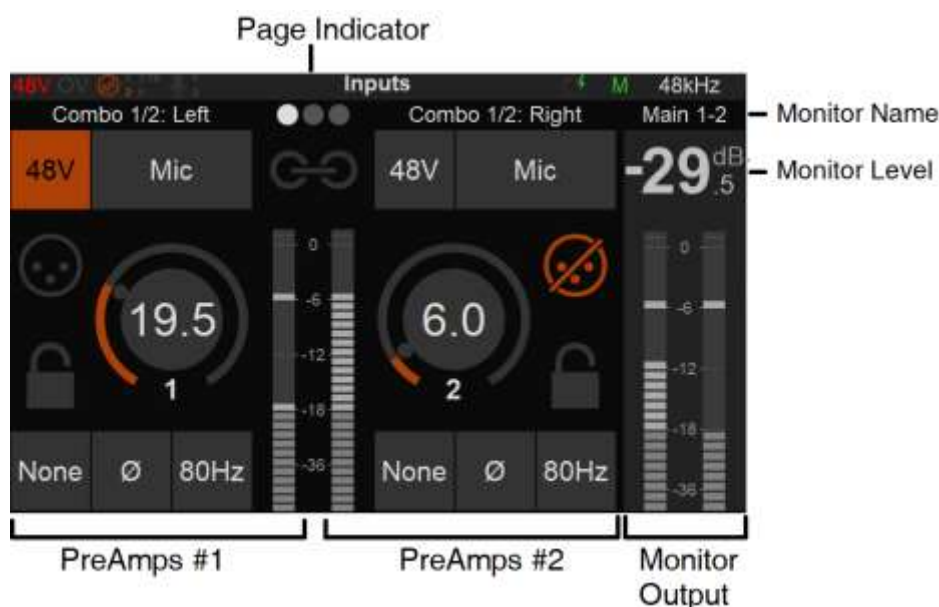 Page Indicator
48V OV Inputs M 48kHz
Combo 1/2: Left Combo 1/2: Right Main 1-2
Monitor Name
48V Mic 48V Mic -29 dB .5
Monitor Level
0 0
-6 -6
19.5 6.0
-12 -12
1 2
-18 -18
None Ø 80Hz -36 None Ø 80Hz -36
PreAmps #1 PreAmps #2 Monitor
Output